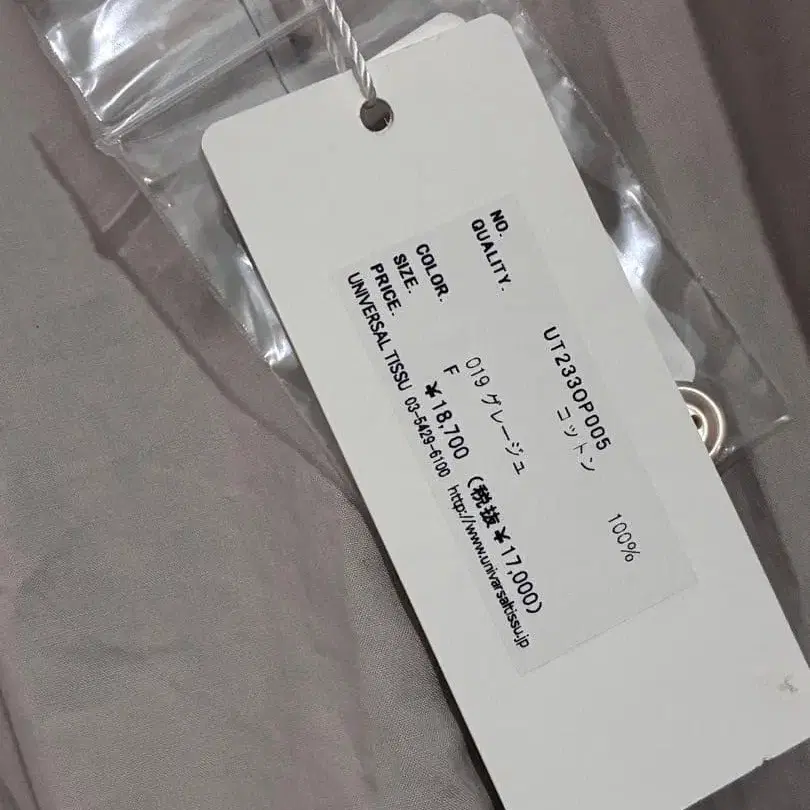 NO. UT233OP005
QUALITY. コットン 100%
COLOR. 019 グレージュ
SIZE. F
PRICE. ¥18,700 (税抜¥17,000)
UNIVERSAL TISSU 03-5429-6100 http://www.univarsaltissu.jp